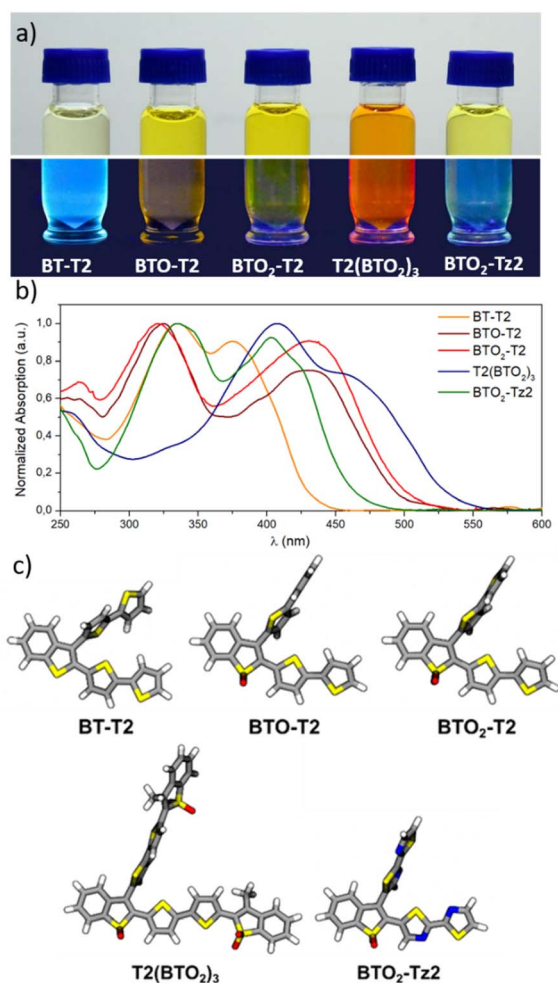 a)
BT-T2 BTO-T2 BTO₂-T2 T2(BTO₂)₃ BTO₂-Tz2
b)
BT-T2
BTO-T2
BTO₂-T2
T2(BTO₂)₃
BTO₂-Tz2
Normalized Absorption (a.u.)
1,0
0,8
0,6
0,4
0,2
0,0
250 300 350 400 450 500 550 600
λ (nm)
c)
BT-T2 BTO-T2 BTO₂-T2
T2(BTO₂)₃ BTO₂-Tz2